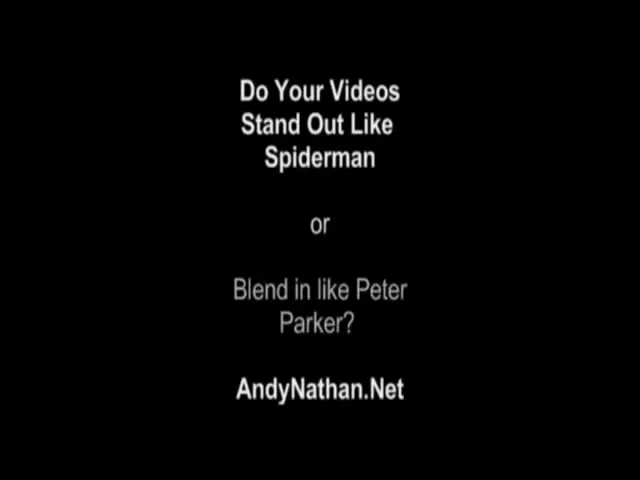 Do Your Videos
Stand Out Like
Spiderman
or
Blend in like Peter
Parker?
AndyNathan.Net